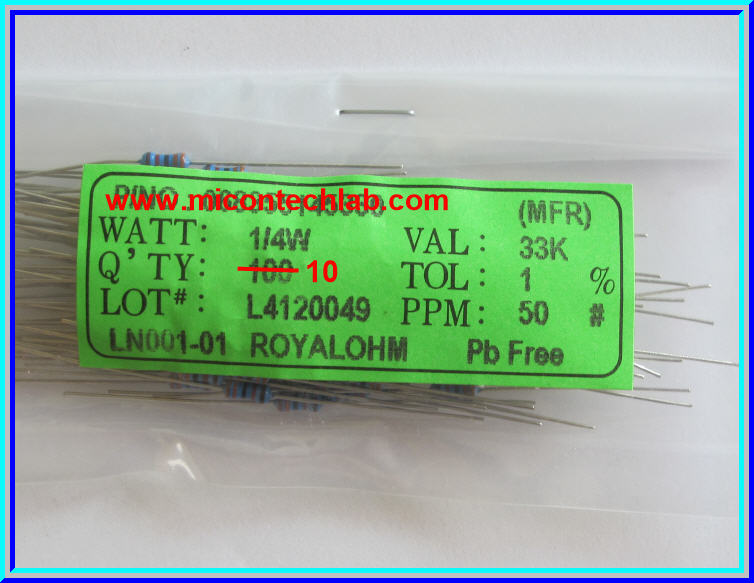 P/NO
www.micontechlab.com
(MFR)
WATT: 1/4W VAL: 33K
Q'TY: 100 10 TOL: 1 %
LOT#: L4120049 PPM: 50 #
LN001-01 ROYALOHM Pb Free